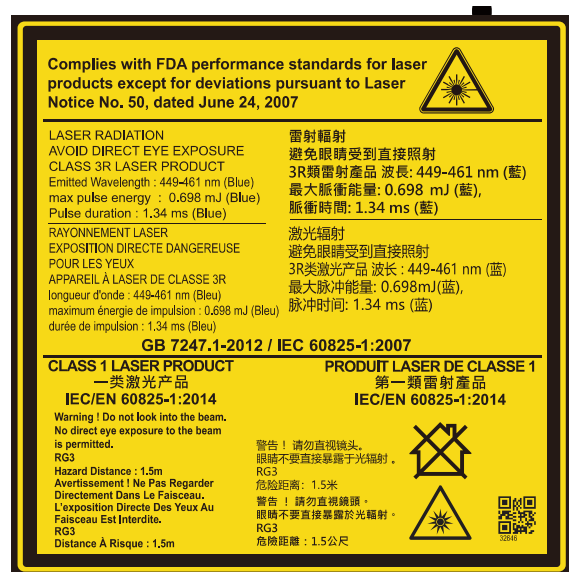 Complies with FDA performance standards for laser
products except for deviations pursuant to Laser
Notice No. 50, dated June 24, 2007
LASER RADIATION
AVOID DIRECT EYE EXPOSURE
CLASS 3R LASER PRODUCT
Emitted Wavelength : 449-461 nm (Blue)
max pulse energy : 0.698 mJ (Blue)
Pulse duration : 1.34 ms (Blue)
雷射輻射
避免眼睛受到直接照射
3R類雷射產品 波長: 449-461 nm (藍)
最大脈衝能量: 0.698 mJ (藍),
脈衝時間: 1.34 ms (藍)
RAYONNEMENT LASER
EXPOSITION DIRECTE DANGEREUSE
POUR LES YEUX
APPAREIL À LASER DE CLASSE 3R
longueur d'onde : 449-461 nm (Bleu)
maximum énergie de impulsion : 0.698 mJ (Bleu)
durée de impulsion : 1.34 ms (Bleu)
激光辐射
避免眼睛受到直接照射
3R类激光产品 波长 : 449-461 nm (蓝)
最大脉冲能量: 0.698mJ(蓝),
脉冲时间: 1.34 ms (蓝)
GB 7247.1-2012 / IEC 60825-1:2007
CLASS 1 LASER PRODUCT
一类激光产品
IEC/EN 60825-1:2014
PRODUIT LASER DE CLASSE 1
第一類雷射產品
IEC/EN 60825-1:2014
Warning ! Do not look into the beam.
No direct eye exposure to the beam
is permitted.
RG3
Hazard Distance : 1.5m
Avertissement ! Ne Pas Regarder
Directement Dans Le Faisceau.
L'exposition Directe Des Yeux Au
Faisceau Est Interdite.
RG3
Distance À Risque : 1.5m
警告！ 请勿直视镜头。
眼睛不要直接暴露于光辐射 。
RG3
危险距离： 1.5米
警告 ！ 請勿直視鏡頭。
眼睛不要直接暴露於光輻射。
RG3
危險距離：1.5公尺
32646